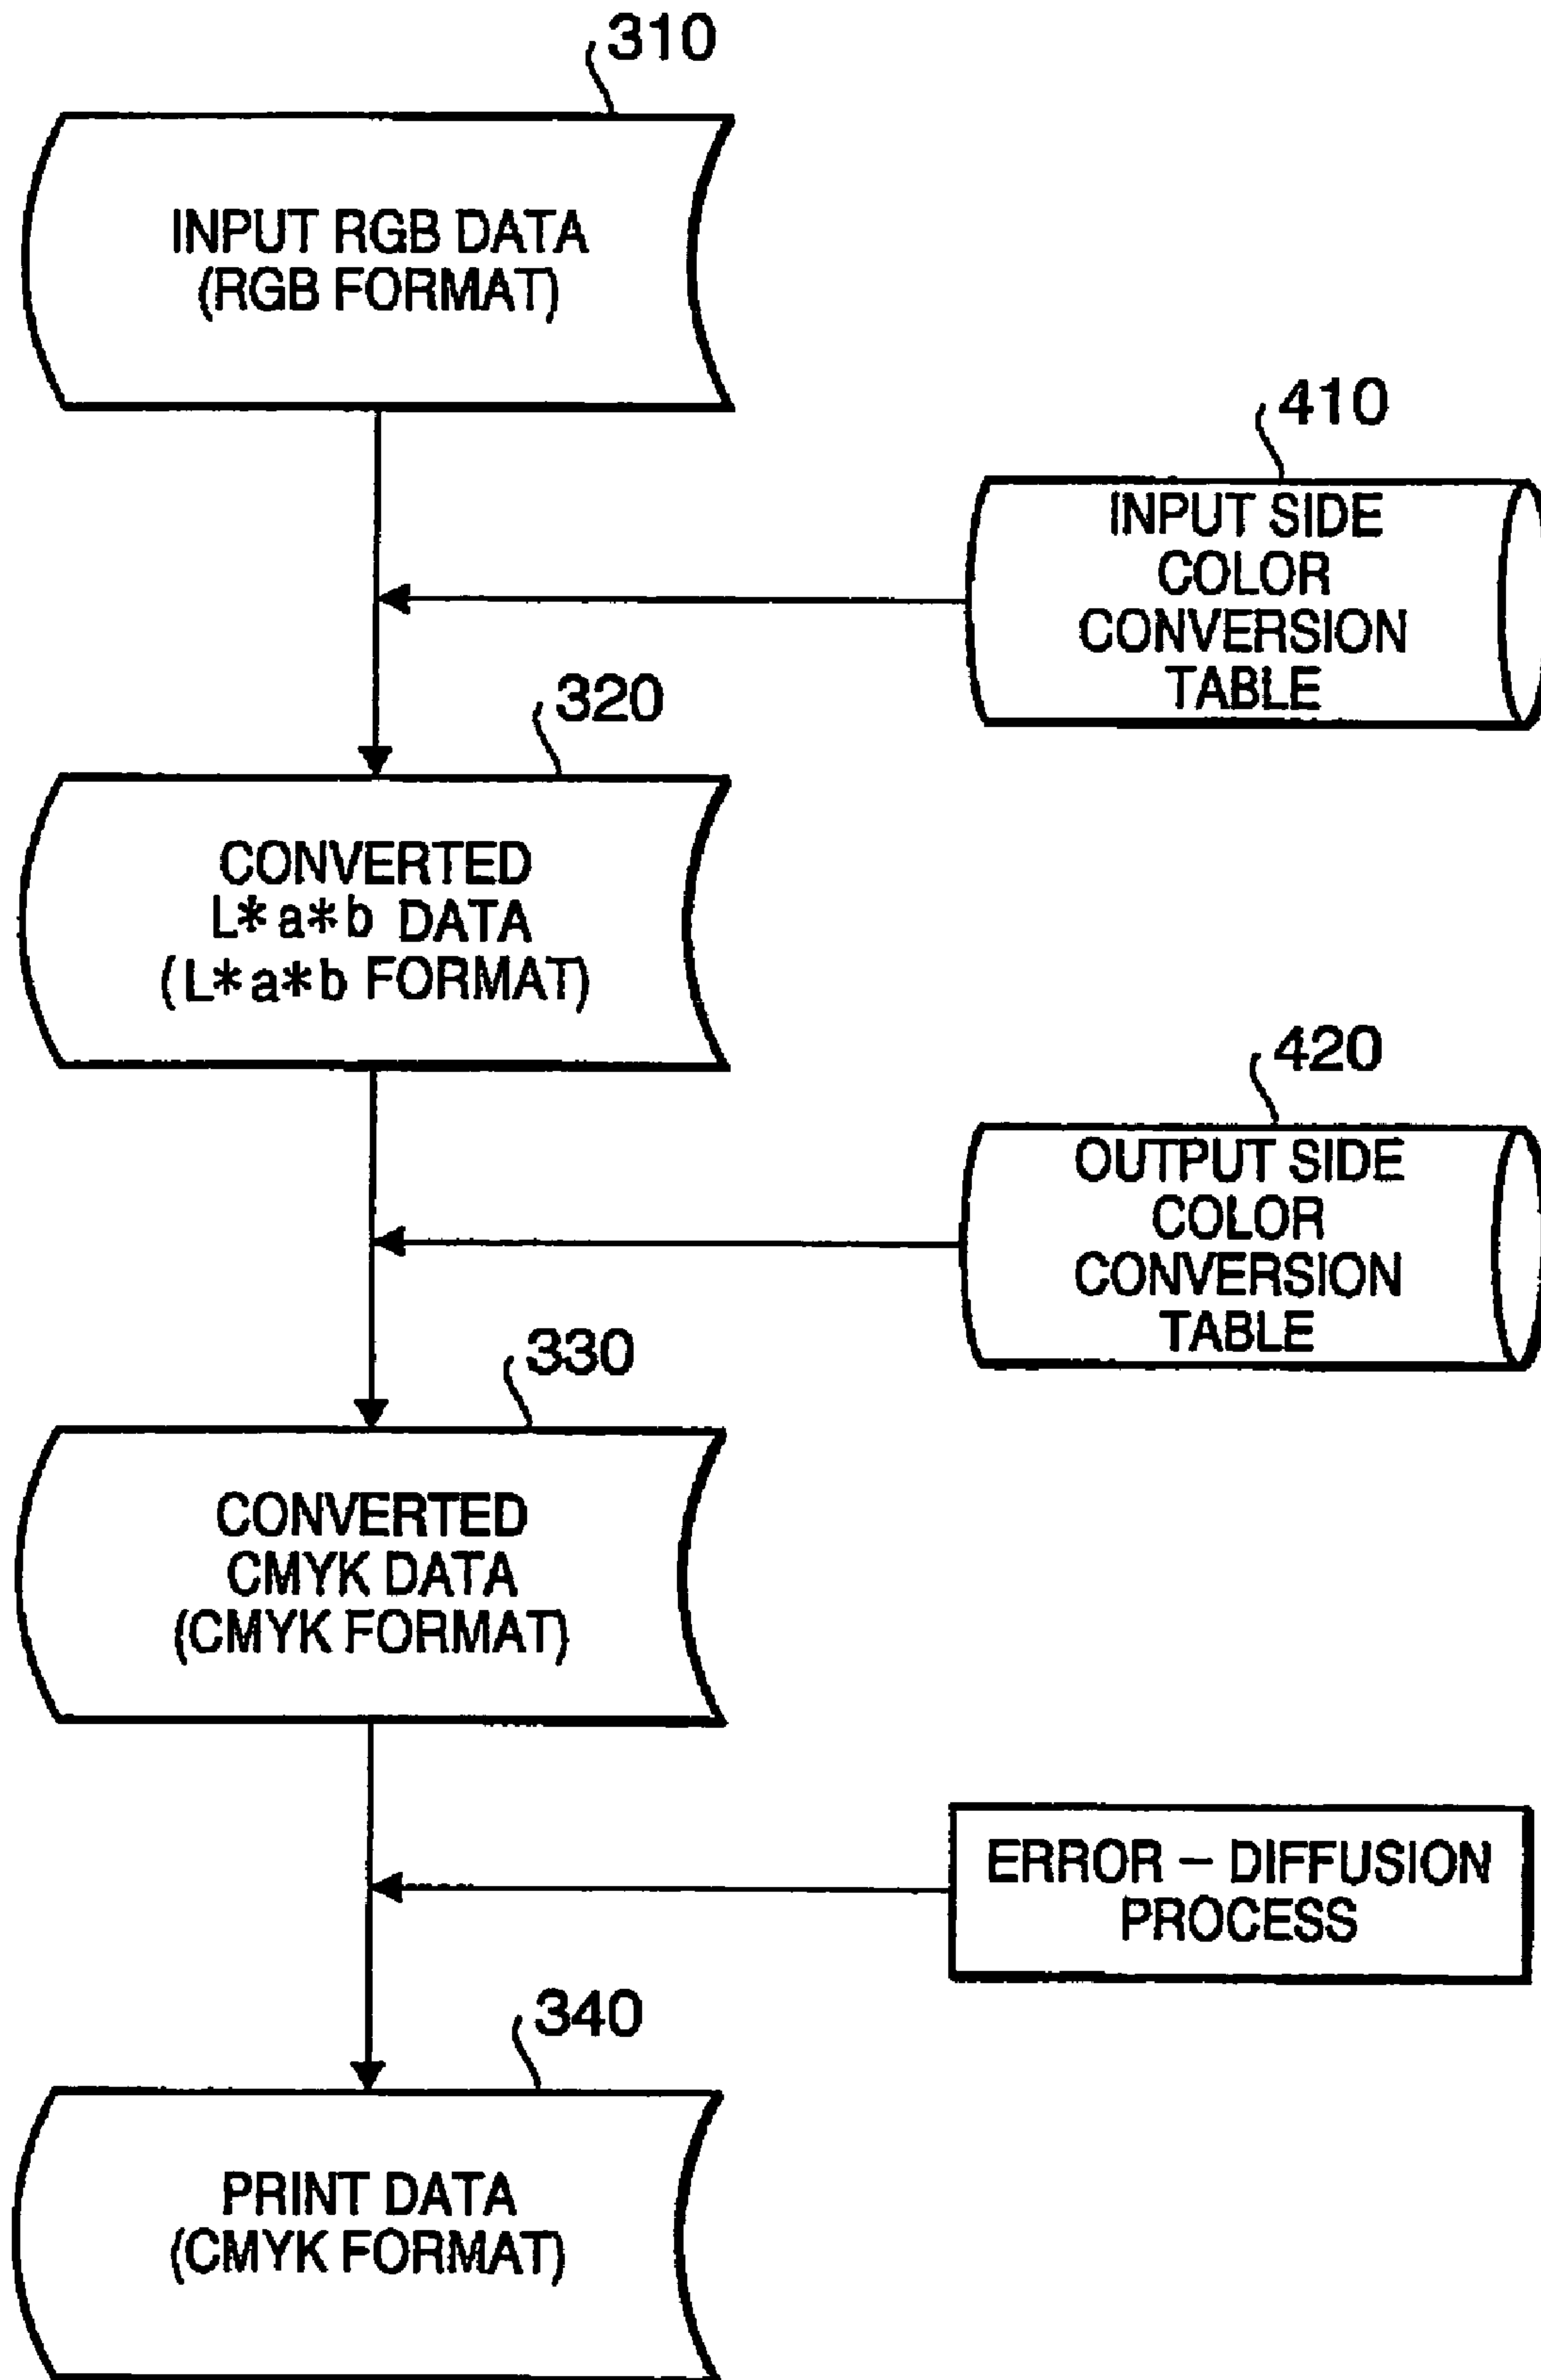 310
INPUT RGB DATA
(RGB FORMAT)
410
INPUT SIDE
COLOR
CONVERSION
TABLE
320
CONVERTED
L*a*b DATA
(L*a*b FORMAT)
420
OUTPUT SIDE
COLOR
CONVERSION
TABLE
330
CONVERTED
CMYK DATA
(CMYK FORMAT)
ERROR – DIFFUSION
PROCESS
340
PRINT DATA
(CMYK FORMAT)